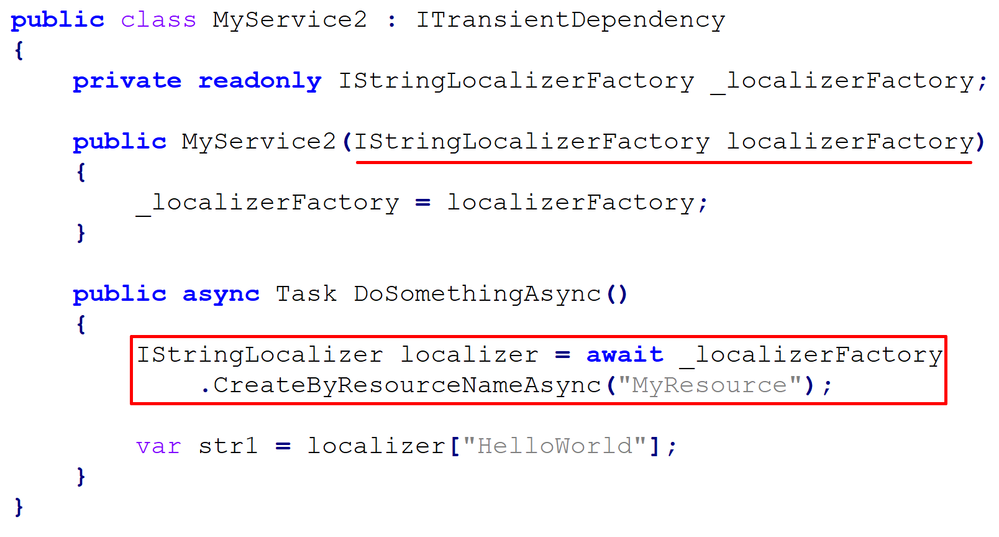 public class MyService2 : ITransientDependency
{
    private readonly IStringLocalizerFactory _localizerFactory;

    public MyService2(IStringLocalizerFactory localizerFactory)
    {
        _localizerFactory = localizerFactory;
    }

    public async Task DoSomethingAsync()
    {
        IStringLocalizer localizer = await _localizerFactory
            .CreateByResourceNameAsync("MyResource");

        var str1 = localizer["HelloWorld"];
    }
}